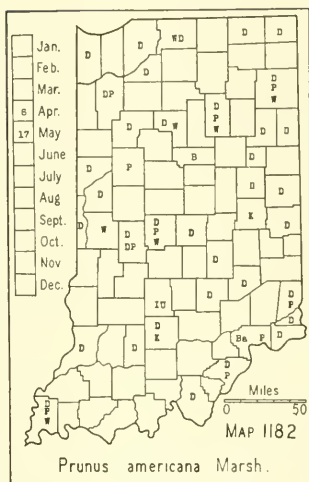 Jan.
Feb.
Mar.
6 Apr.
17 May
June
July
Aug
Sept.
Oct.
Nov
Dec.
D D WD D D
D
DP D P W D P W
D D W D D
B D
D P
D D
D K
D W D DP D P W D D
D
D
IU D D D P
D
D D D K Ba P D
D P
D
D P W
Miles
0 50
MAP 1182
Prunus americana Marsh.